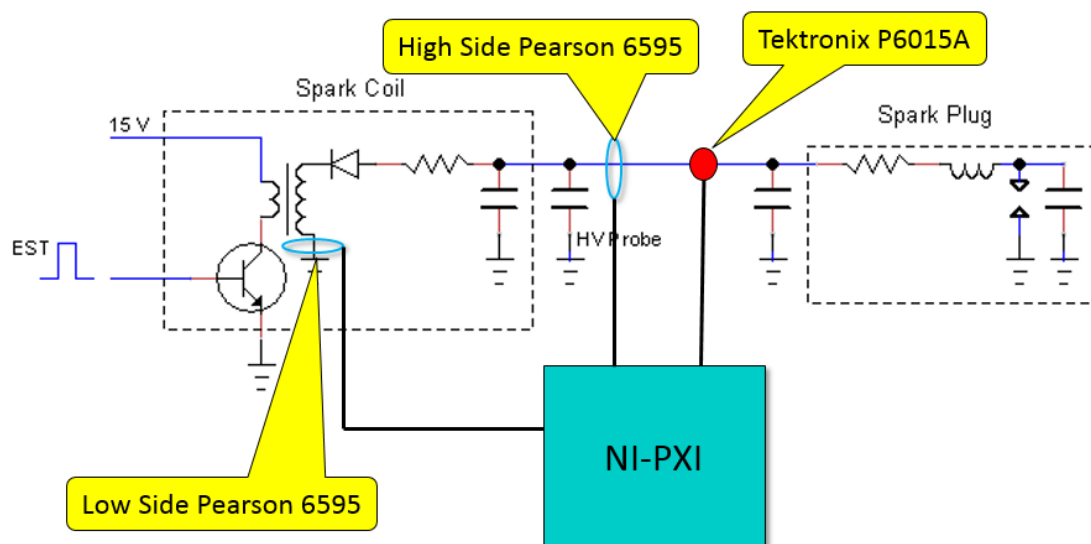 High Side Pearson 6595
Tektronix P6015A
Spark Coil
Spark Plug
15 V
EST
HV Probe
NI-PXI
Low Side Pearson 6595